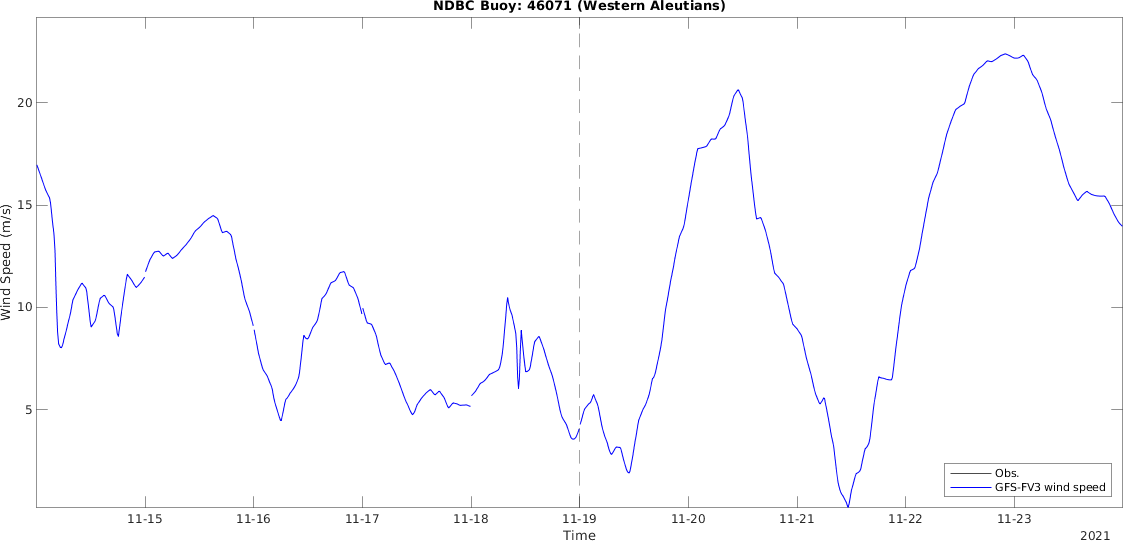 NDBC Buoy: 46071 (Western Aleutians)
20
15
10
5
Wind Speed (m/s)
11-15 11-16 11-17 11-18 11-19 11-20 11-21 11-22 11-23
Time
2021
Obs.
GFS-FV3 wind speed